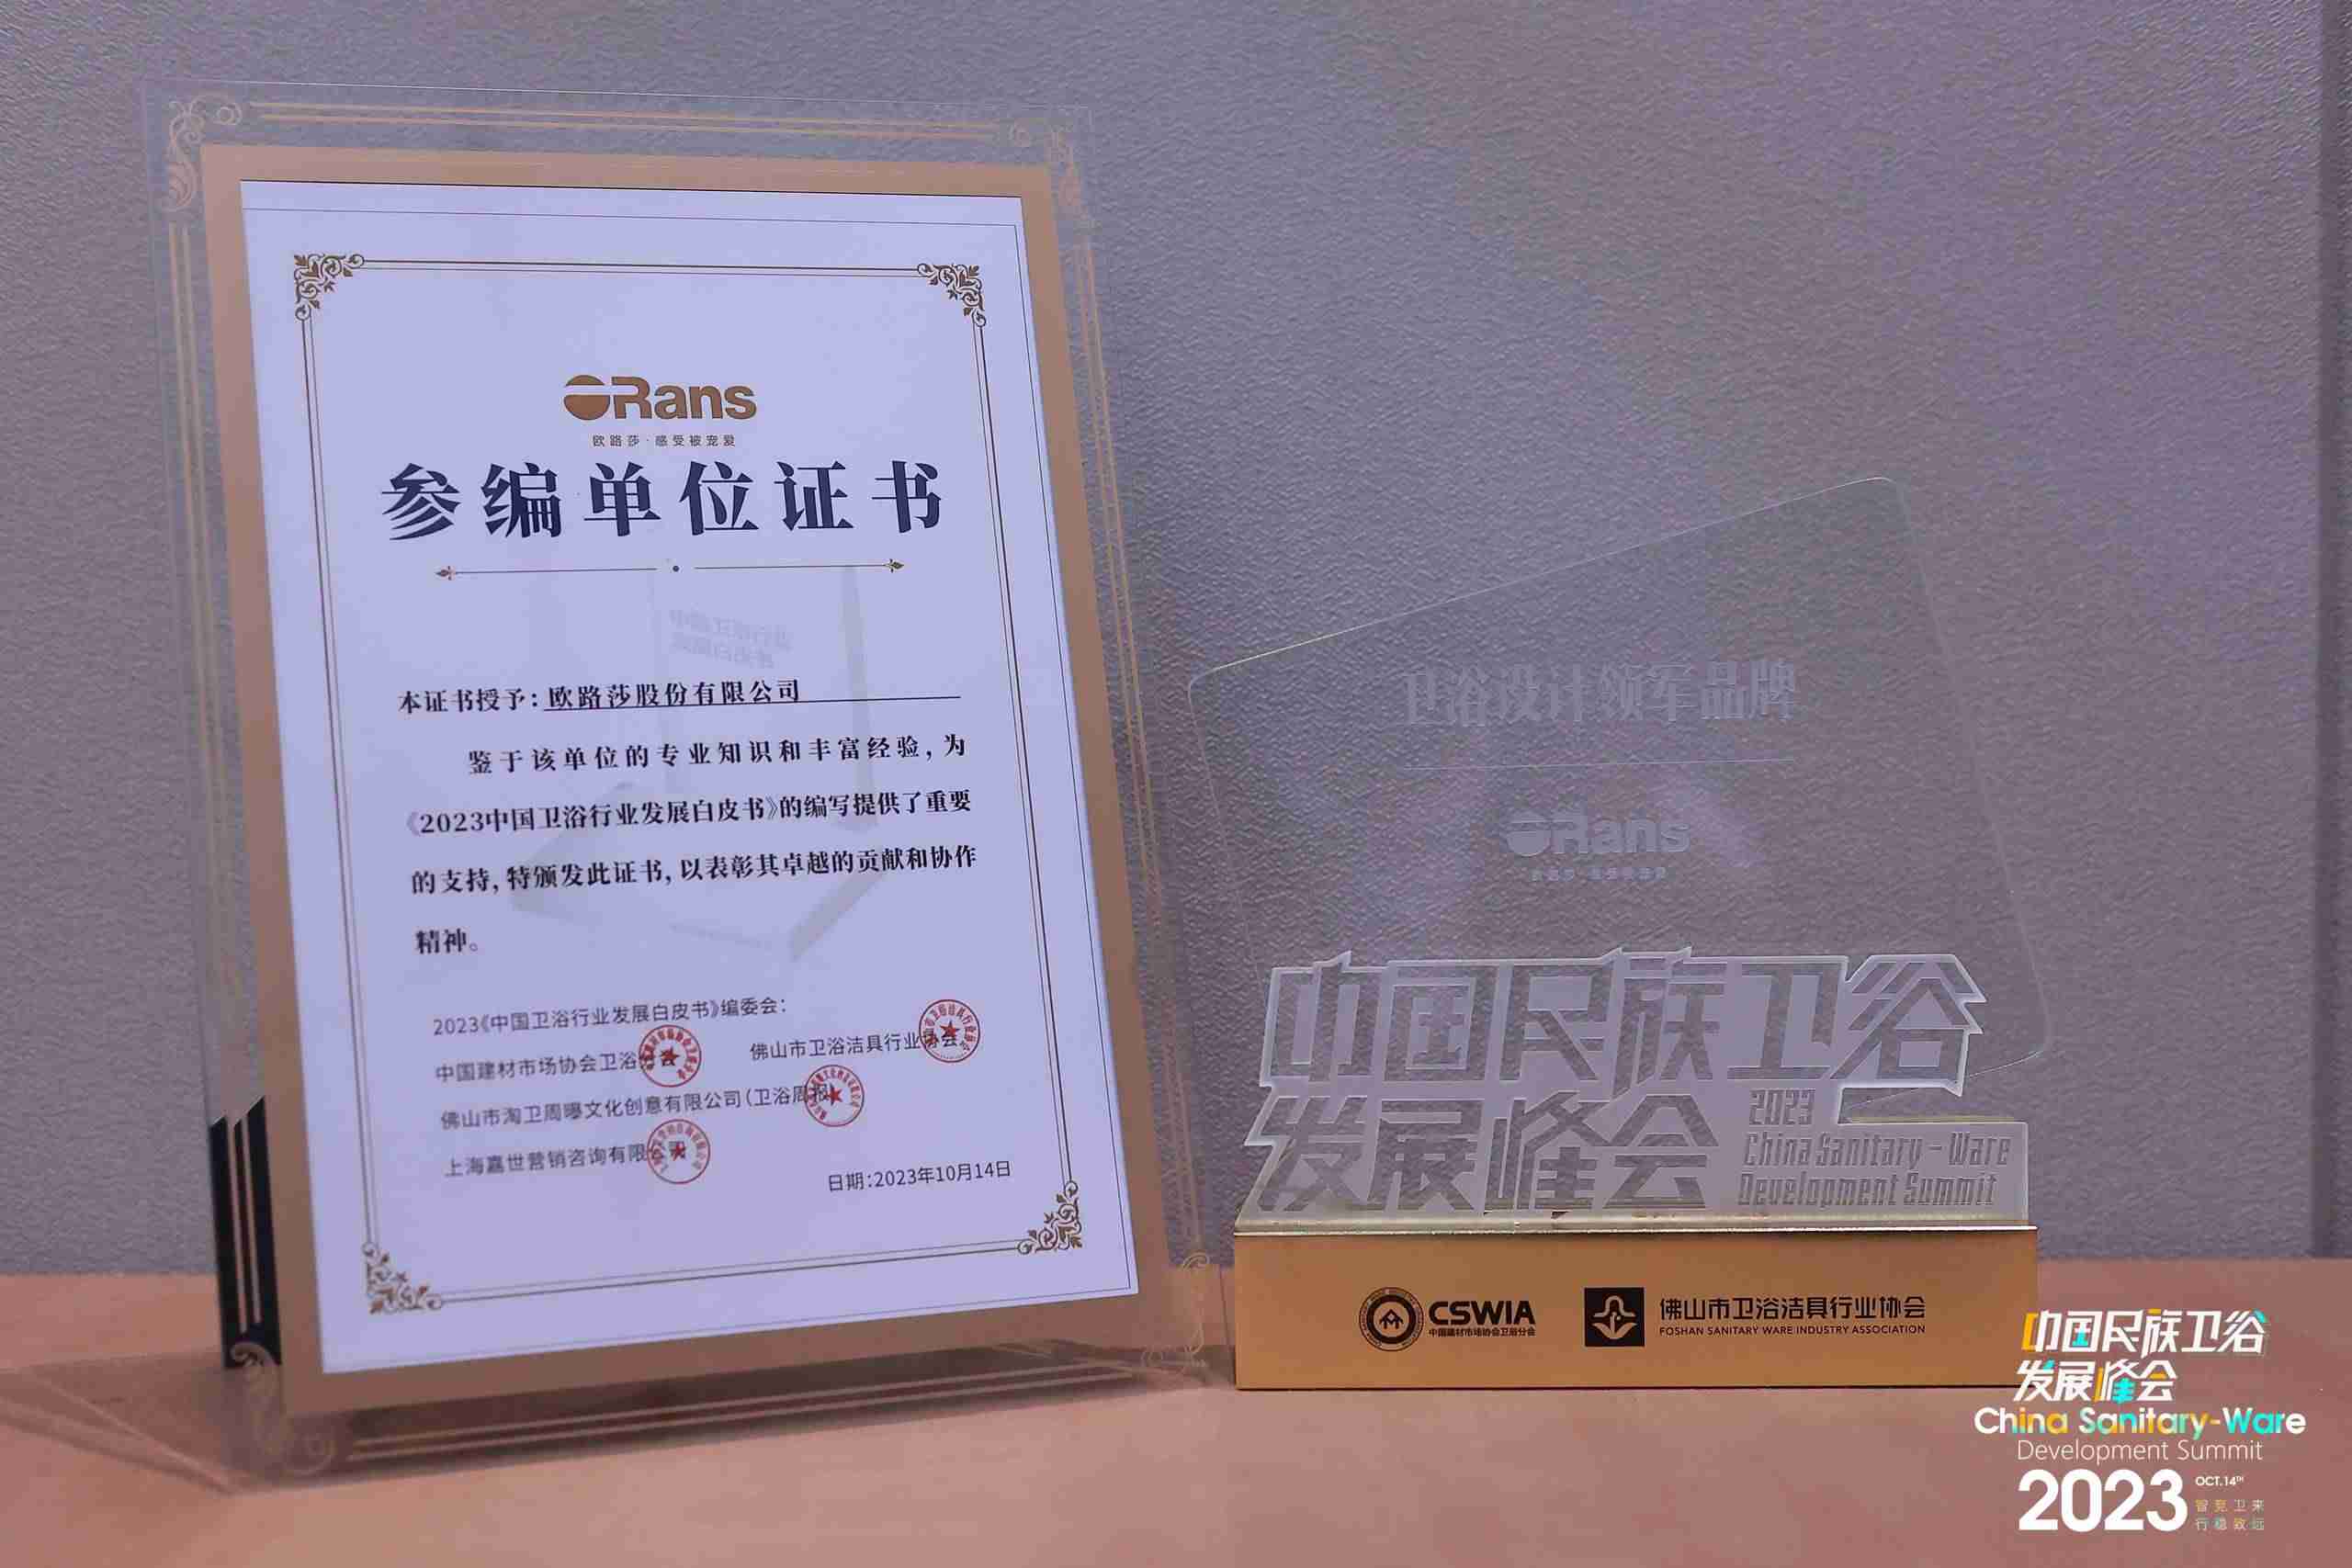 ORans
欧路莎·感受被宠爱
参编单位证书
本证书授予：欧路莎股份有限公司
鉴于该单位的专业知识和丰富经验，为
《2023中国卫浴行业发展白皮书》的编写提供了重要
的支持，特颁发此证书，以表彰其卓越的贡献和协作
精神。
2023《中国卫浴行业发展白皮书》编委会：
中国建材市场协会卫浴分会
佛山市卫浴洁具行业协会
佛山市淘卫周曝文化创意有限公司（卫浴周报）
上海嘉世营销咨询有限公司
日期：2023年10月14日
卫浴设计领军品牌
ORans
欧路莎·感受被宠爱
中国民族卫浴
发展峰会
2023
China Sanitary-Ware
Development Summit
CSWIA
中国建材市场协会卫浴分会
佛山市卫浴洁具行业协会
FOSHAN SANITARY WARE INDUSTRY ASSOCIATION
中国民族卫浴
发展峰会
China Sanitary-Ware
Development Summit
2023
OCT.14TH
智竞卫来
行稳致远